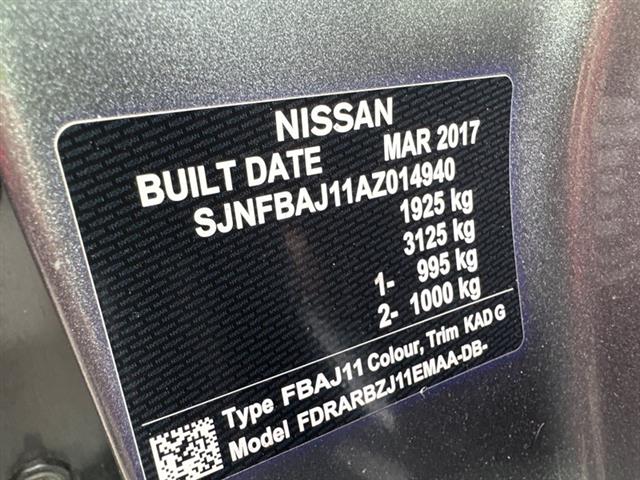 NISSAN
BUILT DATE MAR 2017
SJNFBAJ11AZ014940
1925 kg
3125 kg
1- 995 kg
2- 1000 kg
Type FBAJ11 Colour, Trim KAD G
Model FDRARBZJ11EMAA-DB-